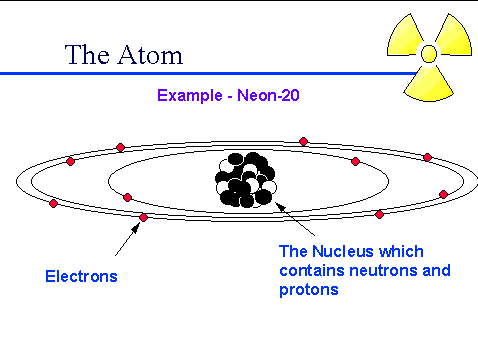 The Atom
Example - Neon-20
Electrons
The Nucleus which
contains neutrons and
protons